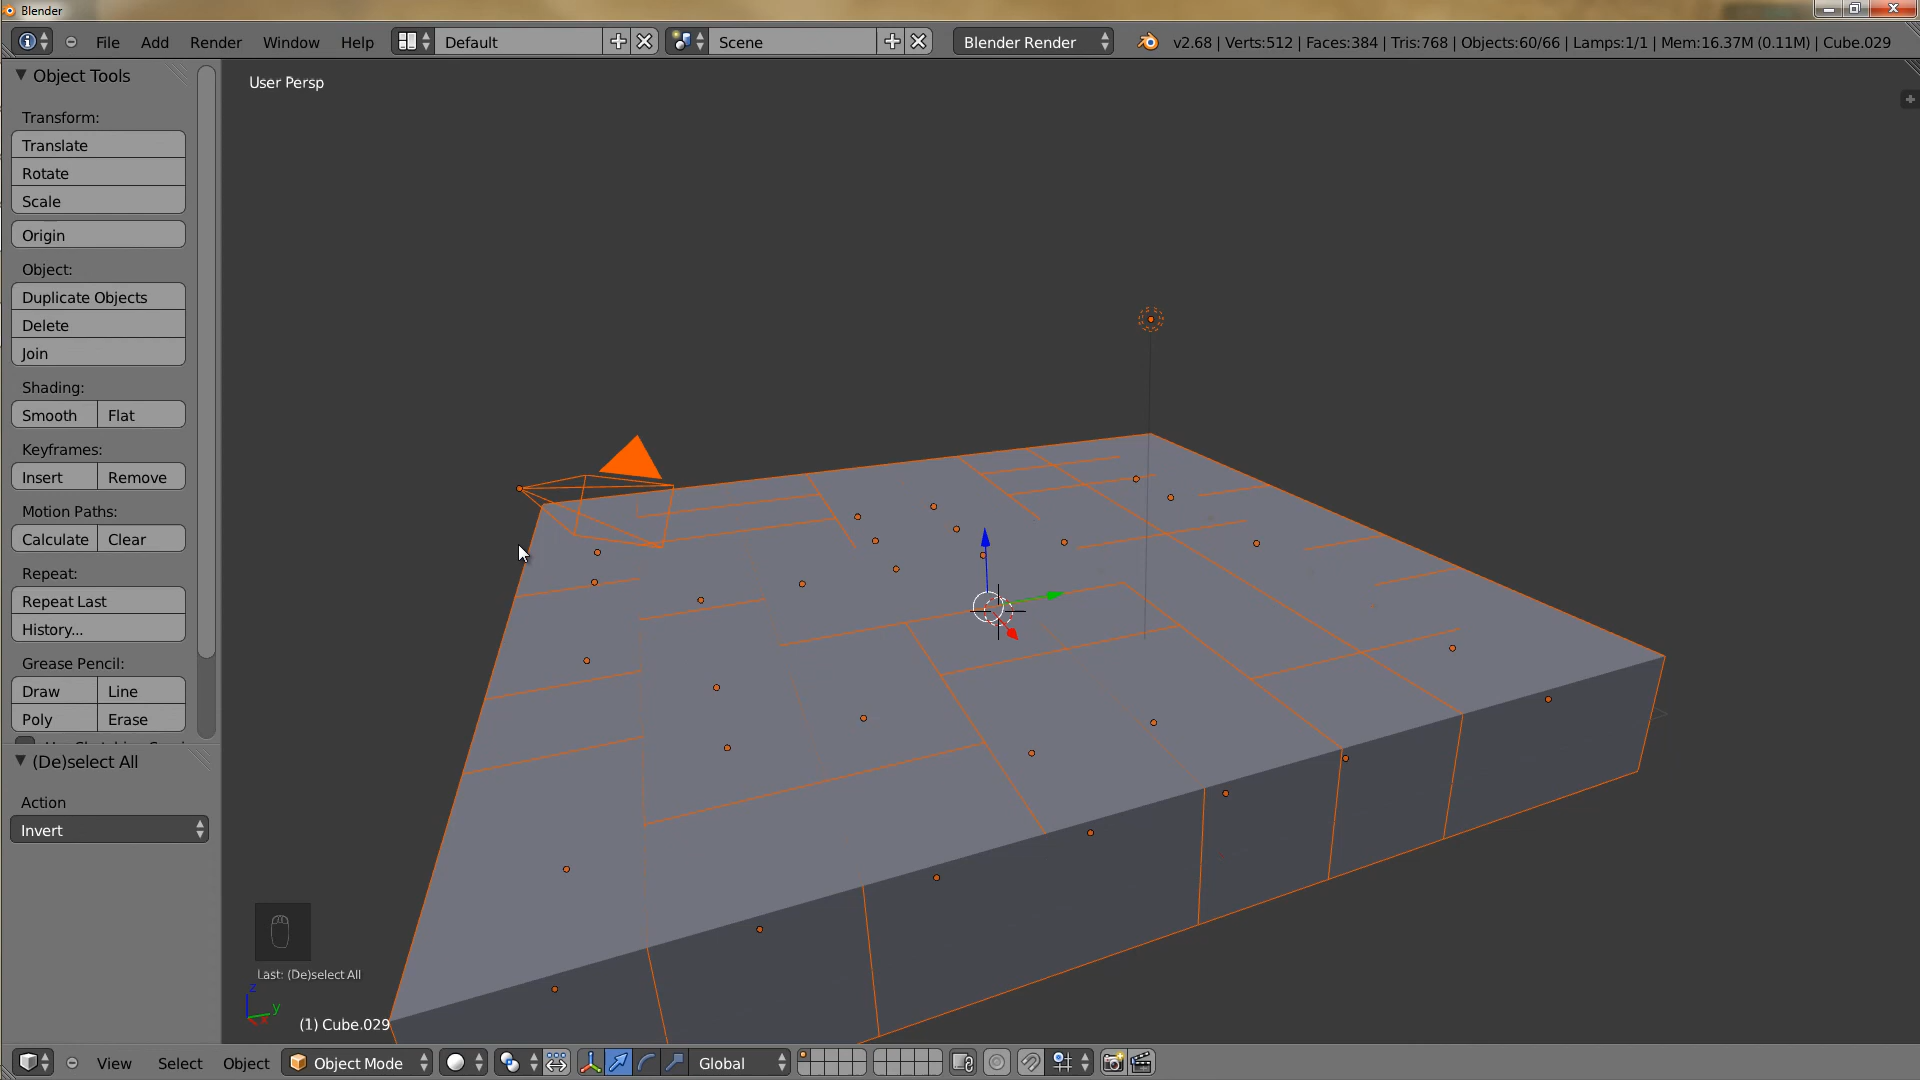 Blender
File Add Render Window Help Default Scene Blender Render v2.68 | Verts:512 | Faces:384 | Tris:768 | Objects:60/66 | Lamps:1/1 | Mem:16.37M (0.11M) | Cube.029
Object Tools
User Persp
Transform:
Translate
Rotate
Scale
Origin
Object:
Duplicate Objects
Delete
Join
Shading:
Smooth Flat
Keyframes:
Insert Remove
Motion Paths:
Calculate Clear
Repeat:
Repeat Last
History...
Grease Pencil:
Draw Line
Poly Erase
(De)select All
Action
Invert
Last: (De)select All
z
y
(1) Cube.029
View Select Object Object Mode Global